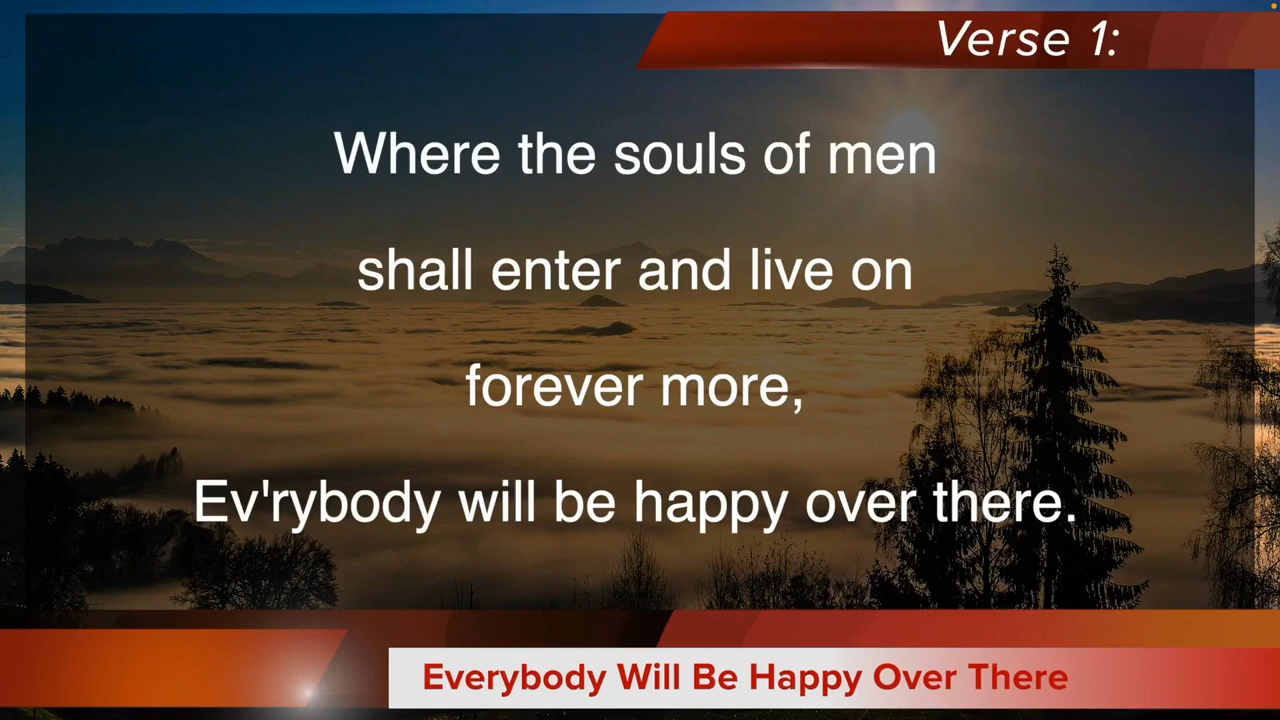 Verse 1:
Where the souls of men
shall enter and live on
forever more,
Ev'rybody will be happy over there.
Everybody Will Be Happy Over There